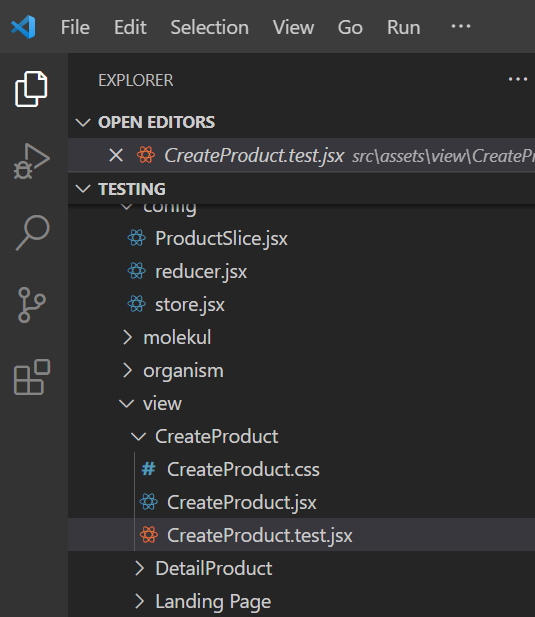 File Edit Selection View Go Run ...
EXPLORER ...
OPEN EDITORS
CreateProduct.test.jsx src\assets\view\CreatePr
TESTING
config
ProductSlice.jsx
reducer.jsx
store.jsx
molekul
organism
view
CreateProduct
# CreateProduct.css
CreateProduct.jsx
CreateProduct.test.jsx
DetailProduct
Landing Page